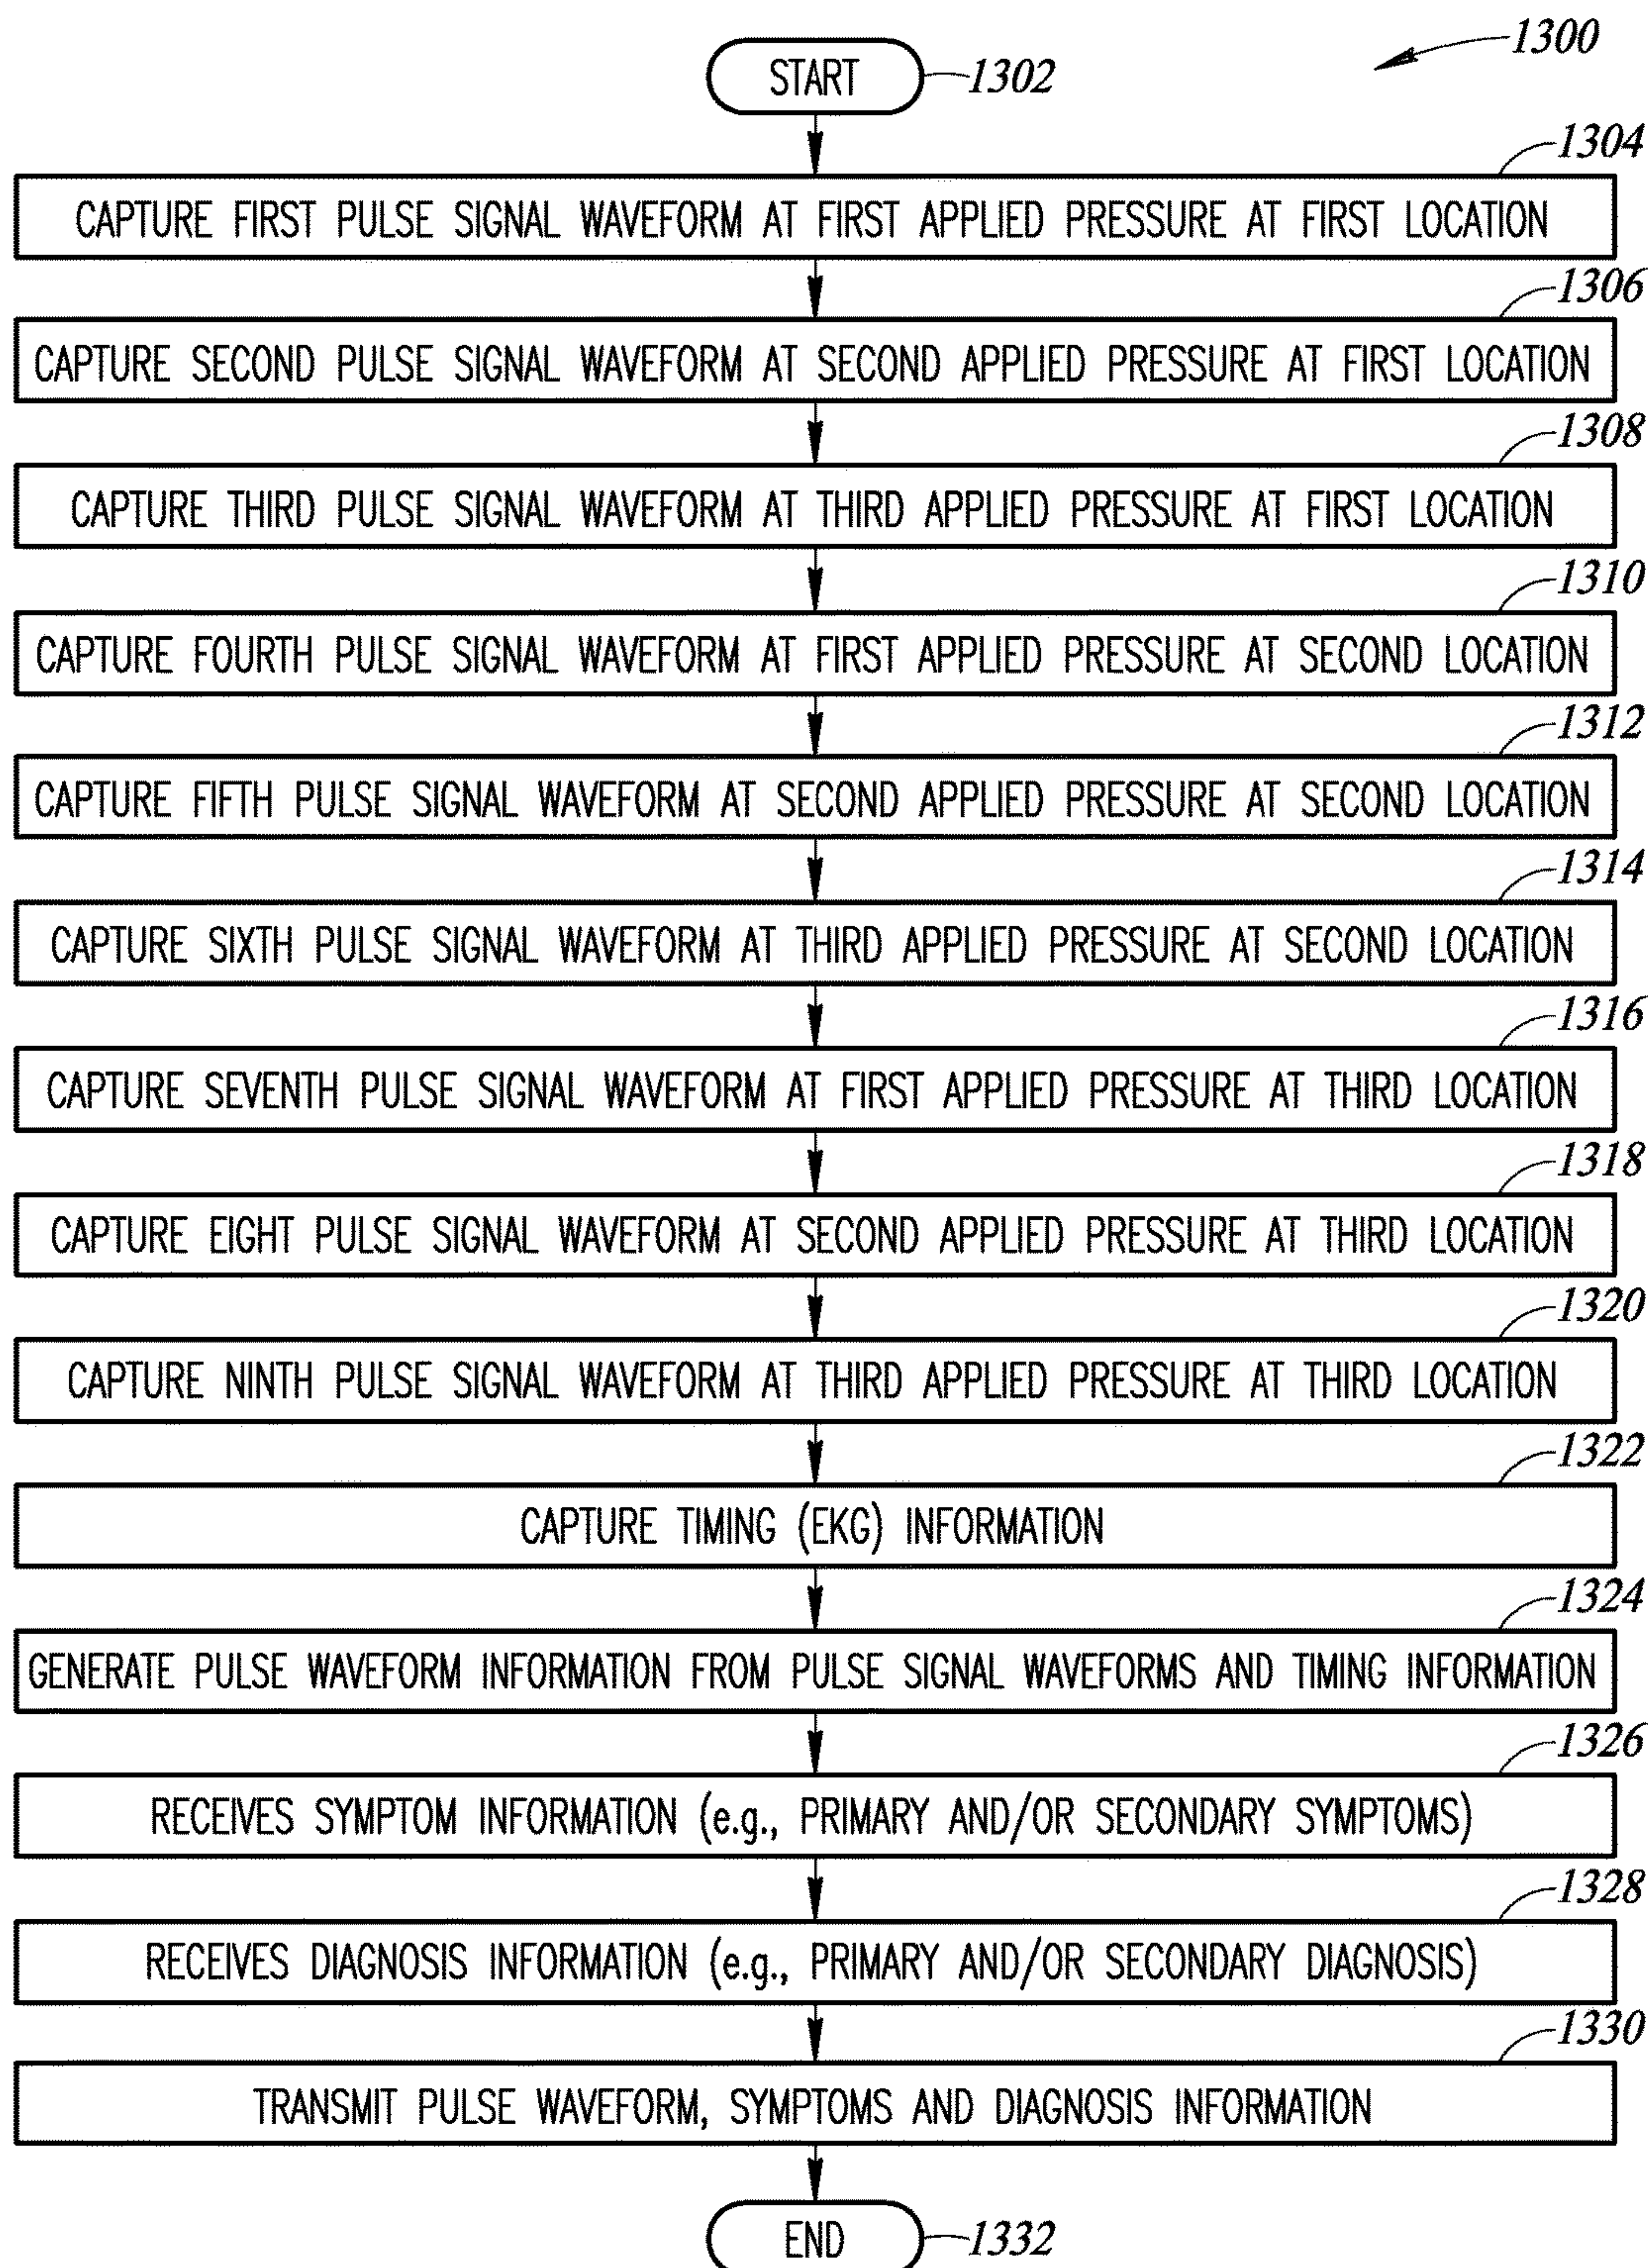 1300
START
1302
1304
CAPTURE FIRST PULSE SIGNAL WAVEFORM AT FIRST APPLIED PRESSURE AT FIRST LOCATION
1306
CAPTURE SECOND PULSE SIGNAL WAVEFORM AT SECOND APPLIED PRESSURE AT FIRST LOCATION
1308
CAPTURE THIRD PULSE SIGNAL WAVEFORM AT THIRD APPLIED PRESSURE AT FIRST LOCATION
1310
CAPTURE FOURTH PULSE SIGNAL WAVEFORM AT FIRST APPLIED PRESSURE AT SECOND LOCATION
1312
CAPTURE FIFTH PULSE SIGNAL WAVEFORM AT SECOND APPLIED PRESSURE AT SECOND LOCATION
1314
CAPTURE SIXTH PULSE SIGNAL WAVEFORM AT THIRD APPLIED PRESSURE AT SECOND LOCATION
1316
CAPTURE SEVENTH PULSE SIGNAL WAVEFORM AT FIRST APPLIED PRESSURE AT THIRD LOCATION
1318
CAPTURE EIGHT PULSE SIGNAL WAVEFORM AT SECOND APPLIED PRESSURE AT THIRD LOCATION
1320
CAPTURE NINTH PULSE SIGNAL WAVEFORM AT THIRD APPLIED PRESSURE AT THIRD LOCATION
1322
CAPTURE TIMING (EKG) INFORMATION
1324
GENERATE PULSE WAVEFORM INFORMATION FROM PULSE SIGNAL WAVEFORMS AND TIMING INFORMATION
1326
RECEIVES SYMPTOM INFORMATION (e.g., PRIMARY AND/OR SECONDARY SYMPTOMS)
1328
RECEIVES DIAGNOSIS INFORMATION (e.g., PRIMARY AND/OR SECONDARY DIAGNOSIS)
1330
TRANSMIT PULSE WAVEFORM, SYMPTOMS AND DIAGNOSIS INFORMATION
END
1332